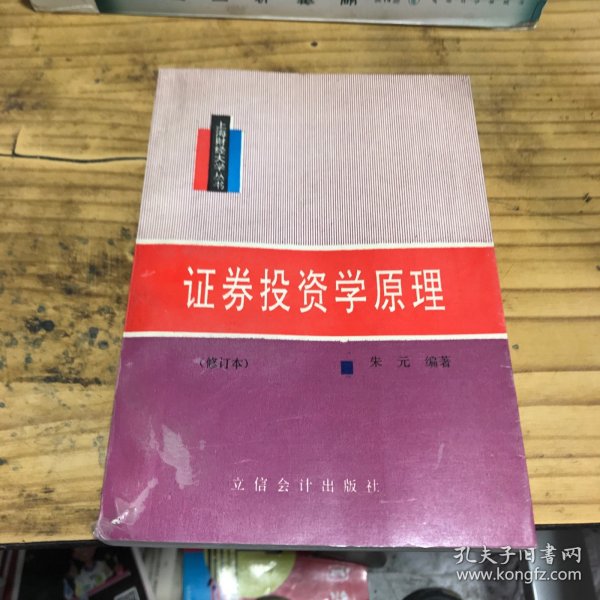 上海财经大学丛书
证券投资学原理
(修订本)
朱 元 编著
立信会计出版社
孔夫子旧书网
www.kongfz.com